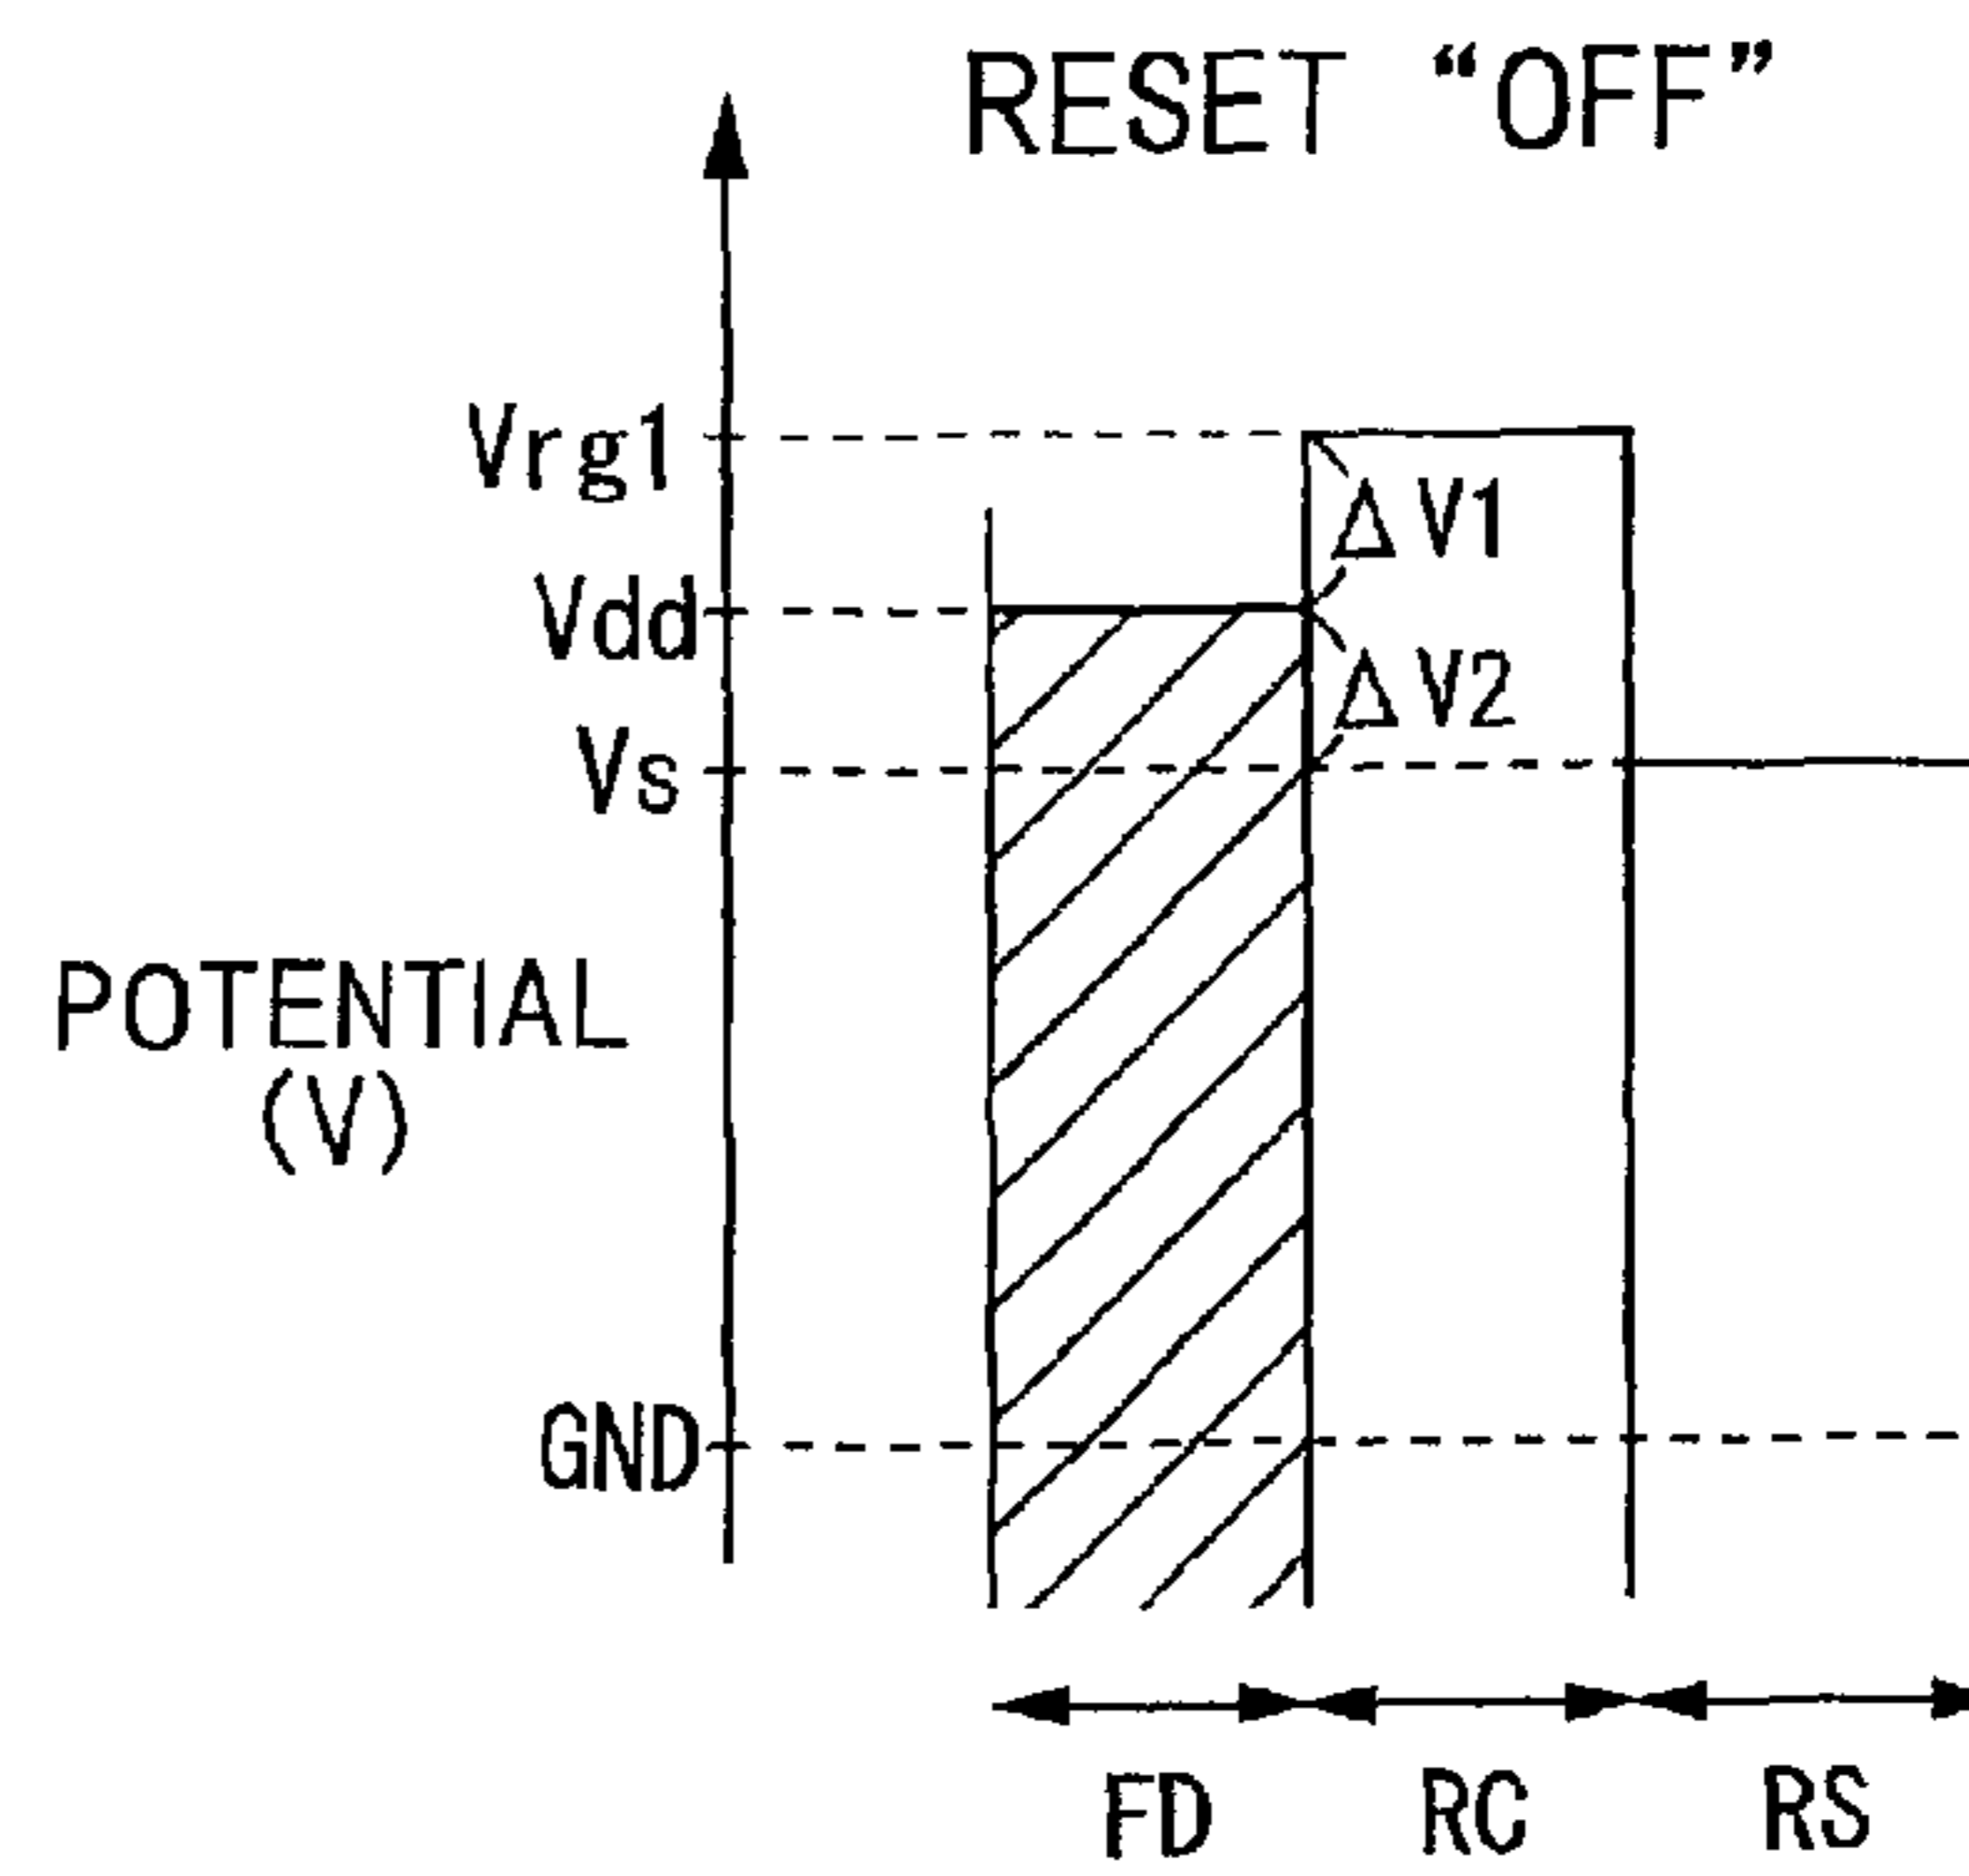 RESET “OFF”
Vrg1
ΔV1
Vdd
ΔV2
Vs
POTENTIAL
(V)
GND
FD RC RS